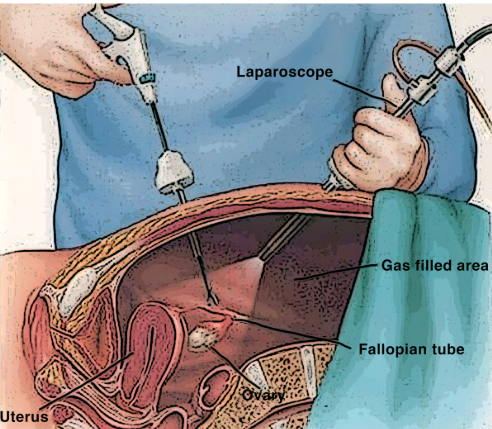 Laparoscope
Gas filled area
Fallopian tube
Ovary
Uterus